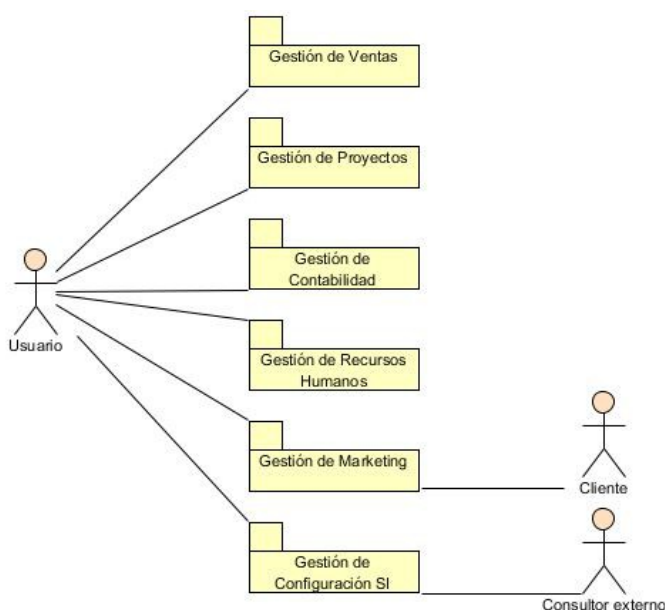 Gestión de Ventas
Gestión de Proyectos
Gestión de
Contabilidad
Usuario
Gestión de Recursos
Humanos
Gestión de Marketing
Cliente
Gestión de
Configuración SI
Consultor externo